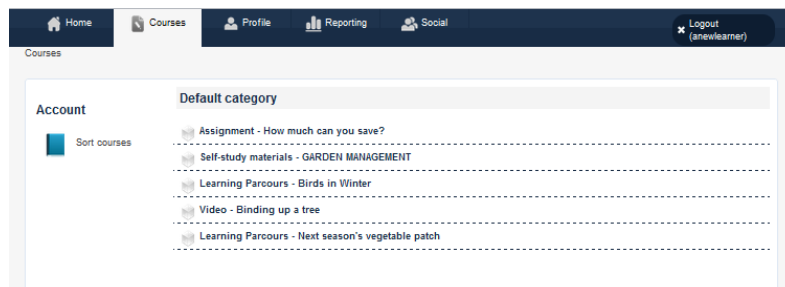 Home
Courses
Profile
Reporting
Social
Logout
(anewlearner)
Courses
Account
Sort courses
Default category
Assignment - How much can you save?
Self-study materials - GARDEN MANAGEMENT
Learning Parcours - Birds in Winter
Video - Binding up a tree
Learning Parcours - Next season's vegetable patch